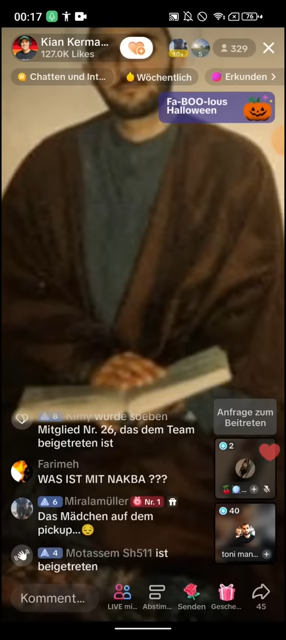 00:17
76
Kian Kerma...
127.0K Likes
329
Chatten und Int...
Wöchentlich
Erkunden >
Fa-BOO-lous
Halloween
Kimy wurde soeben
Mitglied Nr. 26, das dem Team
beigetreten ist
Farimeh
WAS IST MIT NAKBA ???
6 Miralamüller Nr. 1
Das Mädchen auf dem
pickup...😔
4 Motassem Sh511 ist
beigetreten
Anfrage zum
Beitreten
2
40
toni man...
Komment...
LIVE mi...
Abstim...
Senden
Gesche...
45